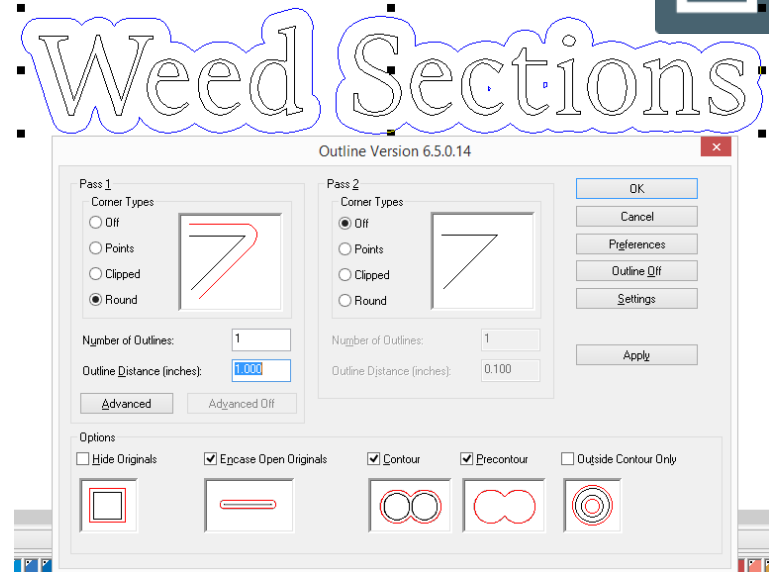 Weed Sections
Outline Version 6.5.0.14
Pass 1
Corner Types
Off
Points
Clipped
Round
Number of Outlines:
1
Outline Distance (inches):
1.000
Advanced
Advanced Off
Pass 2
Corner Types
Off
Points
Clipped
Round
Number of Outlines:
1
Outline Distance (inches):
0.100
OK
Cancel
Preferences
Outline Off
Settings
Apply
Options
Hide Originals
Encase Open Originals
Contour
Precontour
Outside Contour Only